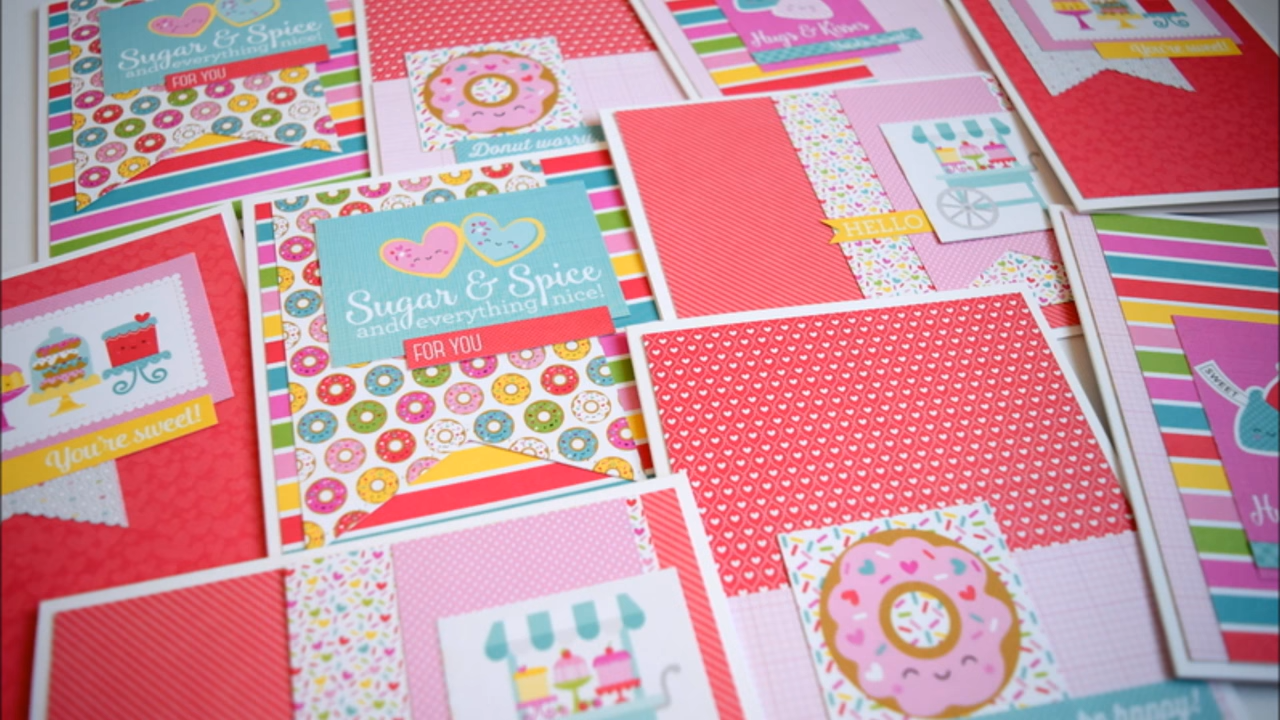 Sugar & Spice
and everything nice!
FOR YOU
Donut worry
Hugs & Kisses
You're sweet!
HELLO
Sugar & Spice
and everything nice!
FOR YOU
You're sweet!
SWEET
H
happy!